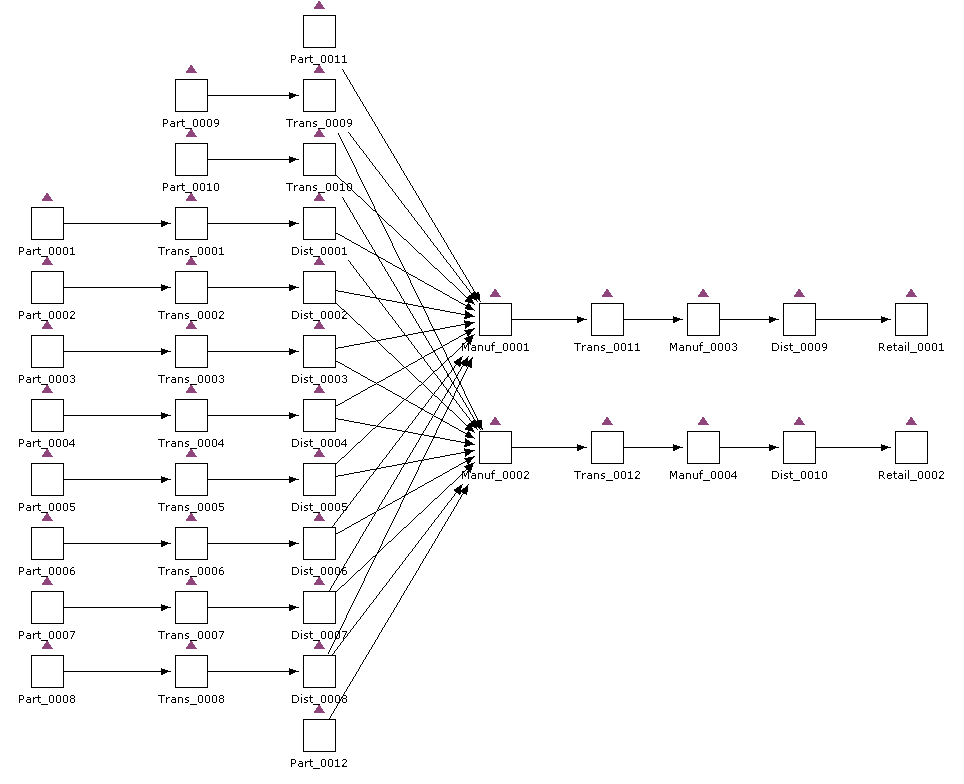 Part_0011
Part_0009 Trans_0009
Part_0010 Trans_0010
Part_0001 Trans_0001 Dist_0001
Part_0002 Trans_0002 Dist_0002
Manuf_0001 Trans_0011 Manuf_0003 Dist_0009 Retail_0001
Part_0003 Trans_0003 Dist_0003
Part_0004 Trans_0004 Dist_0004
Manuf_0002 Trans_0012 Manuf_0004 Dist_0010 Retail_0002
Part_0005 Trans_0005 Dist_0005
Part_0006 Trans_0006 Dist_0006
Part_0007 Trans_0007 Dist_0007
Part_0008 Trans_0008 Dist_0008
Part_0012